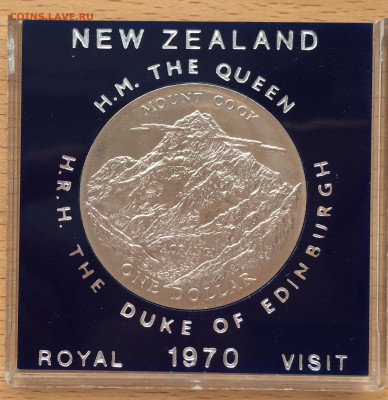 COINS.LAVE.RU
NEW ZEALAND
H.M. THE QUEEN
H.R.H. THE DUKE OF EDINBURGH
MOUNT COOK
ONE DOLLAR
ROYAL 1970 VISIT